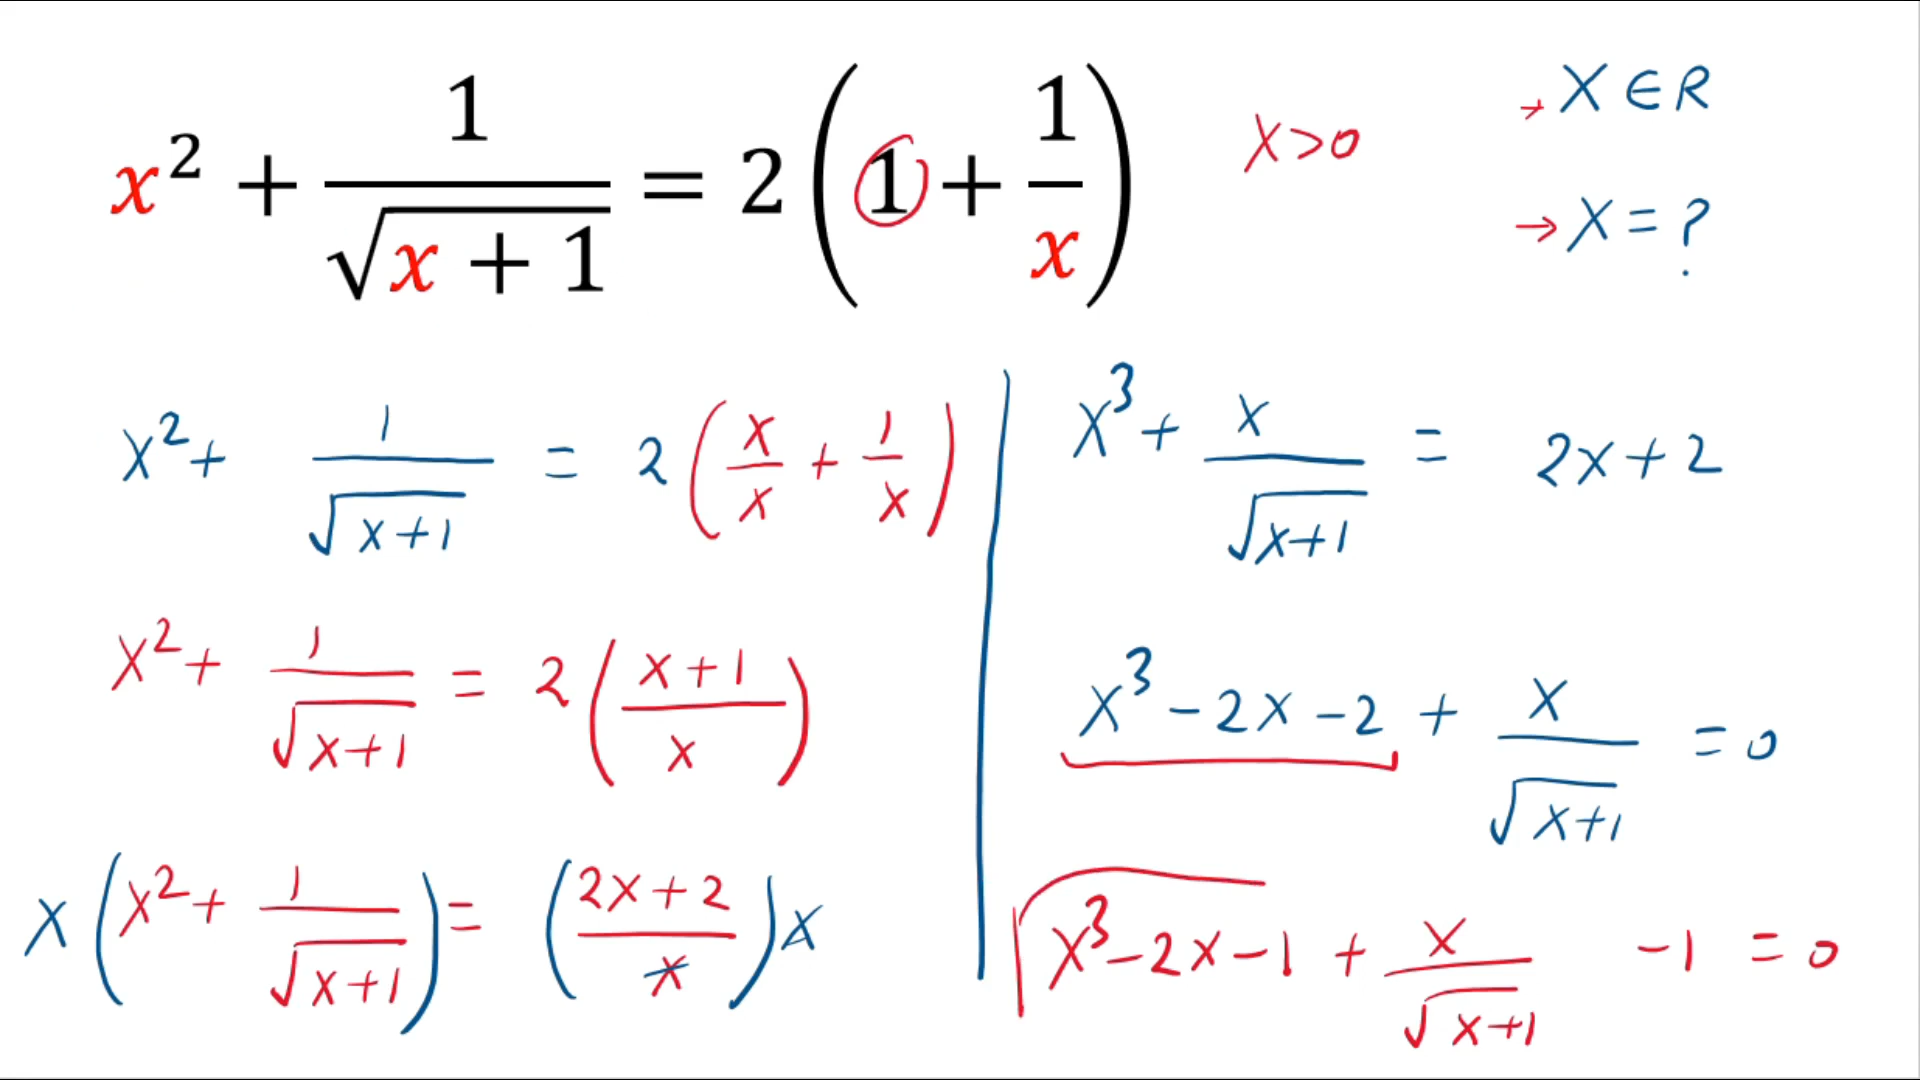 x² + 1/√(x + 1) = 2(1 + 1/x)
x>0
→ x ∈ R
→ x = ?
x² + 1/√(x+1) = 2(x/x + 1/x)
x² + 1/√(x+1) = 2((x+1)/x)
x(x² + 1/√(x+1)) = ((2x+2)/x)x
x³ + x/√(x+1) = 2x+2
x³ - 2x - 2 + x/√(x+1) = 0
x³ - 2x - 1 + x/√(x+1) - 1 = 0